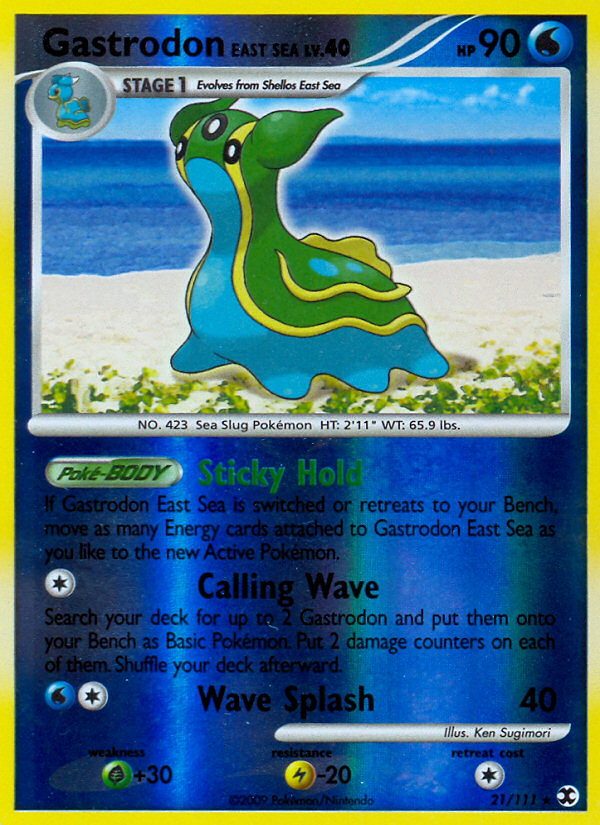 Gastrodon EAST SEA LV.40 HP 90
STAGE 1 Evolves from Shellos East Sea
NO. 423 Sea Slug Pokémon HT: 2'11" WT: 65.9 lbs.
Poké-BODY Sticky Hold
If Gastrodon East Sea is switched or retreats to your Bench,
move as many Energy cards attached to Gastrodon East Sea as
you like to the new Active Pokémon.
Calling Wave
Search your deck for up to 2 Gastrodon and put them onto
your Bench as Basic Pokémon. Put 2 damage counters on each
of them. Shuffle your deck afterward.
Wave Splash 40
Illus. Ken Sugimori
weakness resistance retreat cost
+30 -20
©2009 Pokémon/Nintendo 21/111 ★